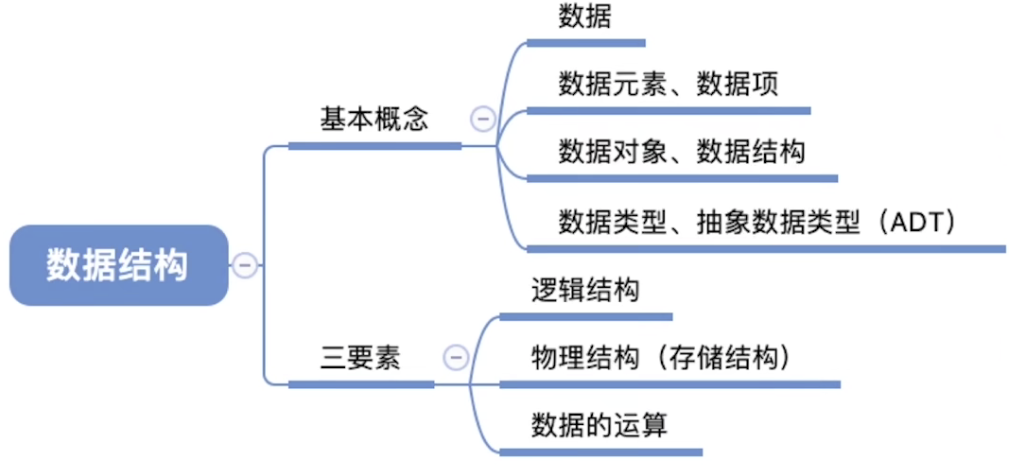 数据结构
基本概念
数据
数据元素、数据项
数据对象、数据结构
数据类型、抽象数据类型（ADT）
三要素
逻辑结构
物理结构（存储结构）
数据的运算